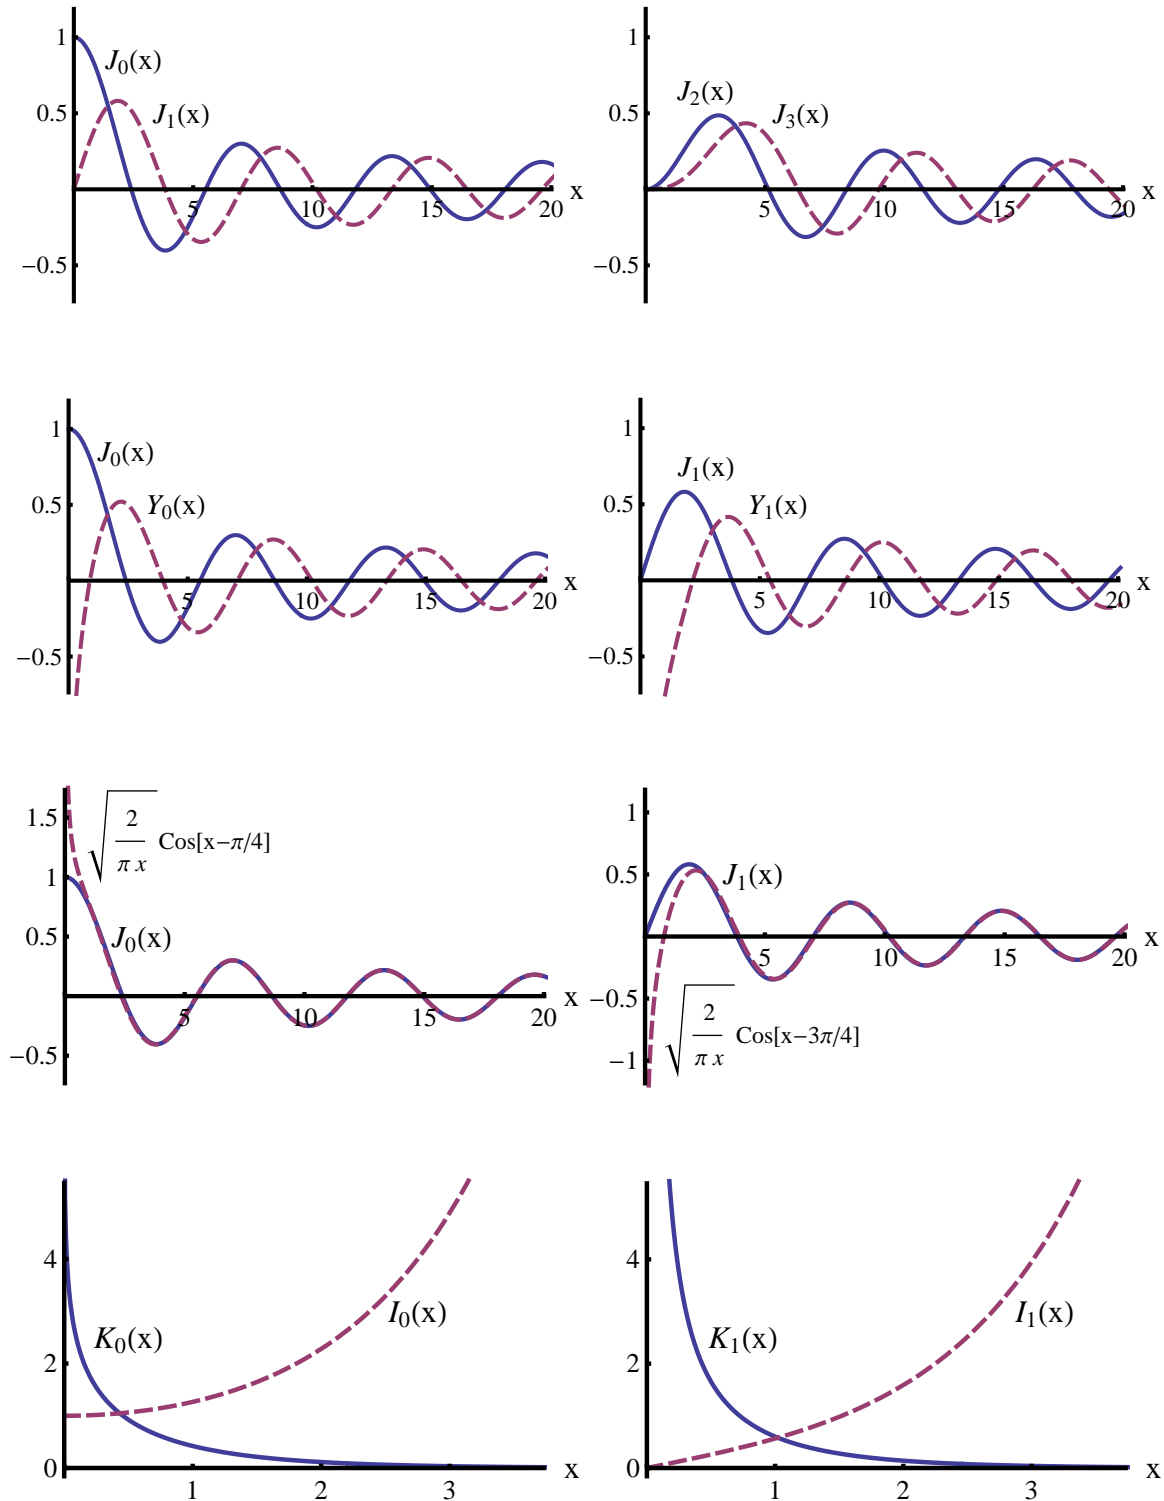 1
J₀(x)
0.5
J₁(x)
x
5
10
15
20
−0.5
1
J₂(x)
J₃(x)
0.5
x
5
10
15
20
−0.5
1
J₀(x)
0.5
Y₀(x)
x
5
10
15
20
−0.5
1
J₁(x)
0.5
Y₁(x)
x
5
10
15
20
−0.5
1.5
√(2/(π x)) Cos[x−π/4]
1
J₀(x)
0.5
x
5
10
15
20
−0.5
1
J₁(x)
0.5
x
5
10
15
20
−0.5
√(2/(π x)) Cos[x−3π/4]
−1
4
I₀(x)
K₀(x)
2
0
x
1
2
3
4
I₁(x)
K₁(x)
2
0
x
1
2
3